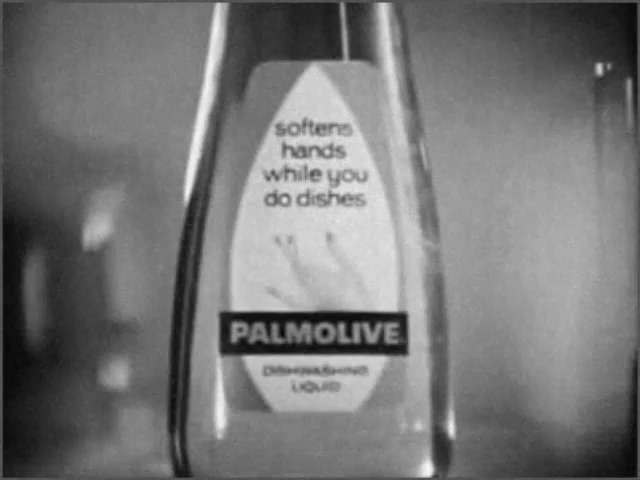 softens
hands
while you
do dishes
PALMOLIVE
DISHWASHING
LIQUID